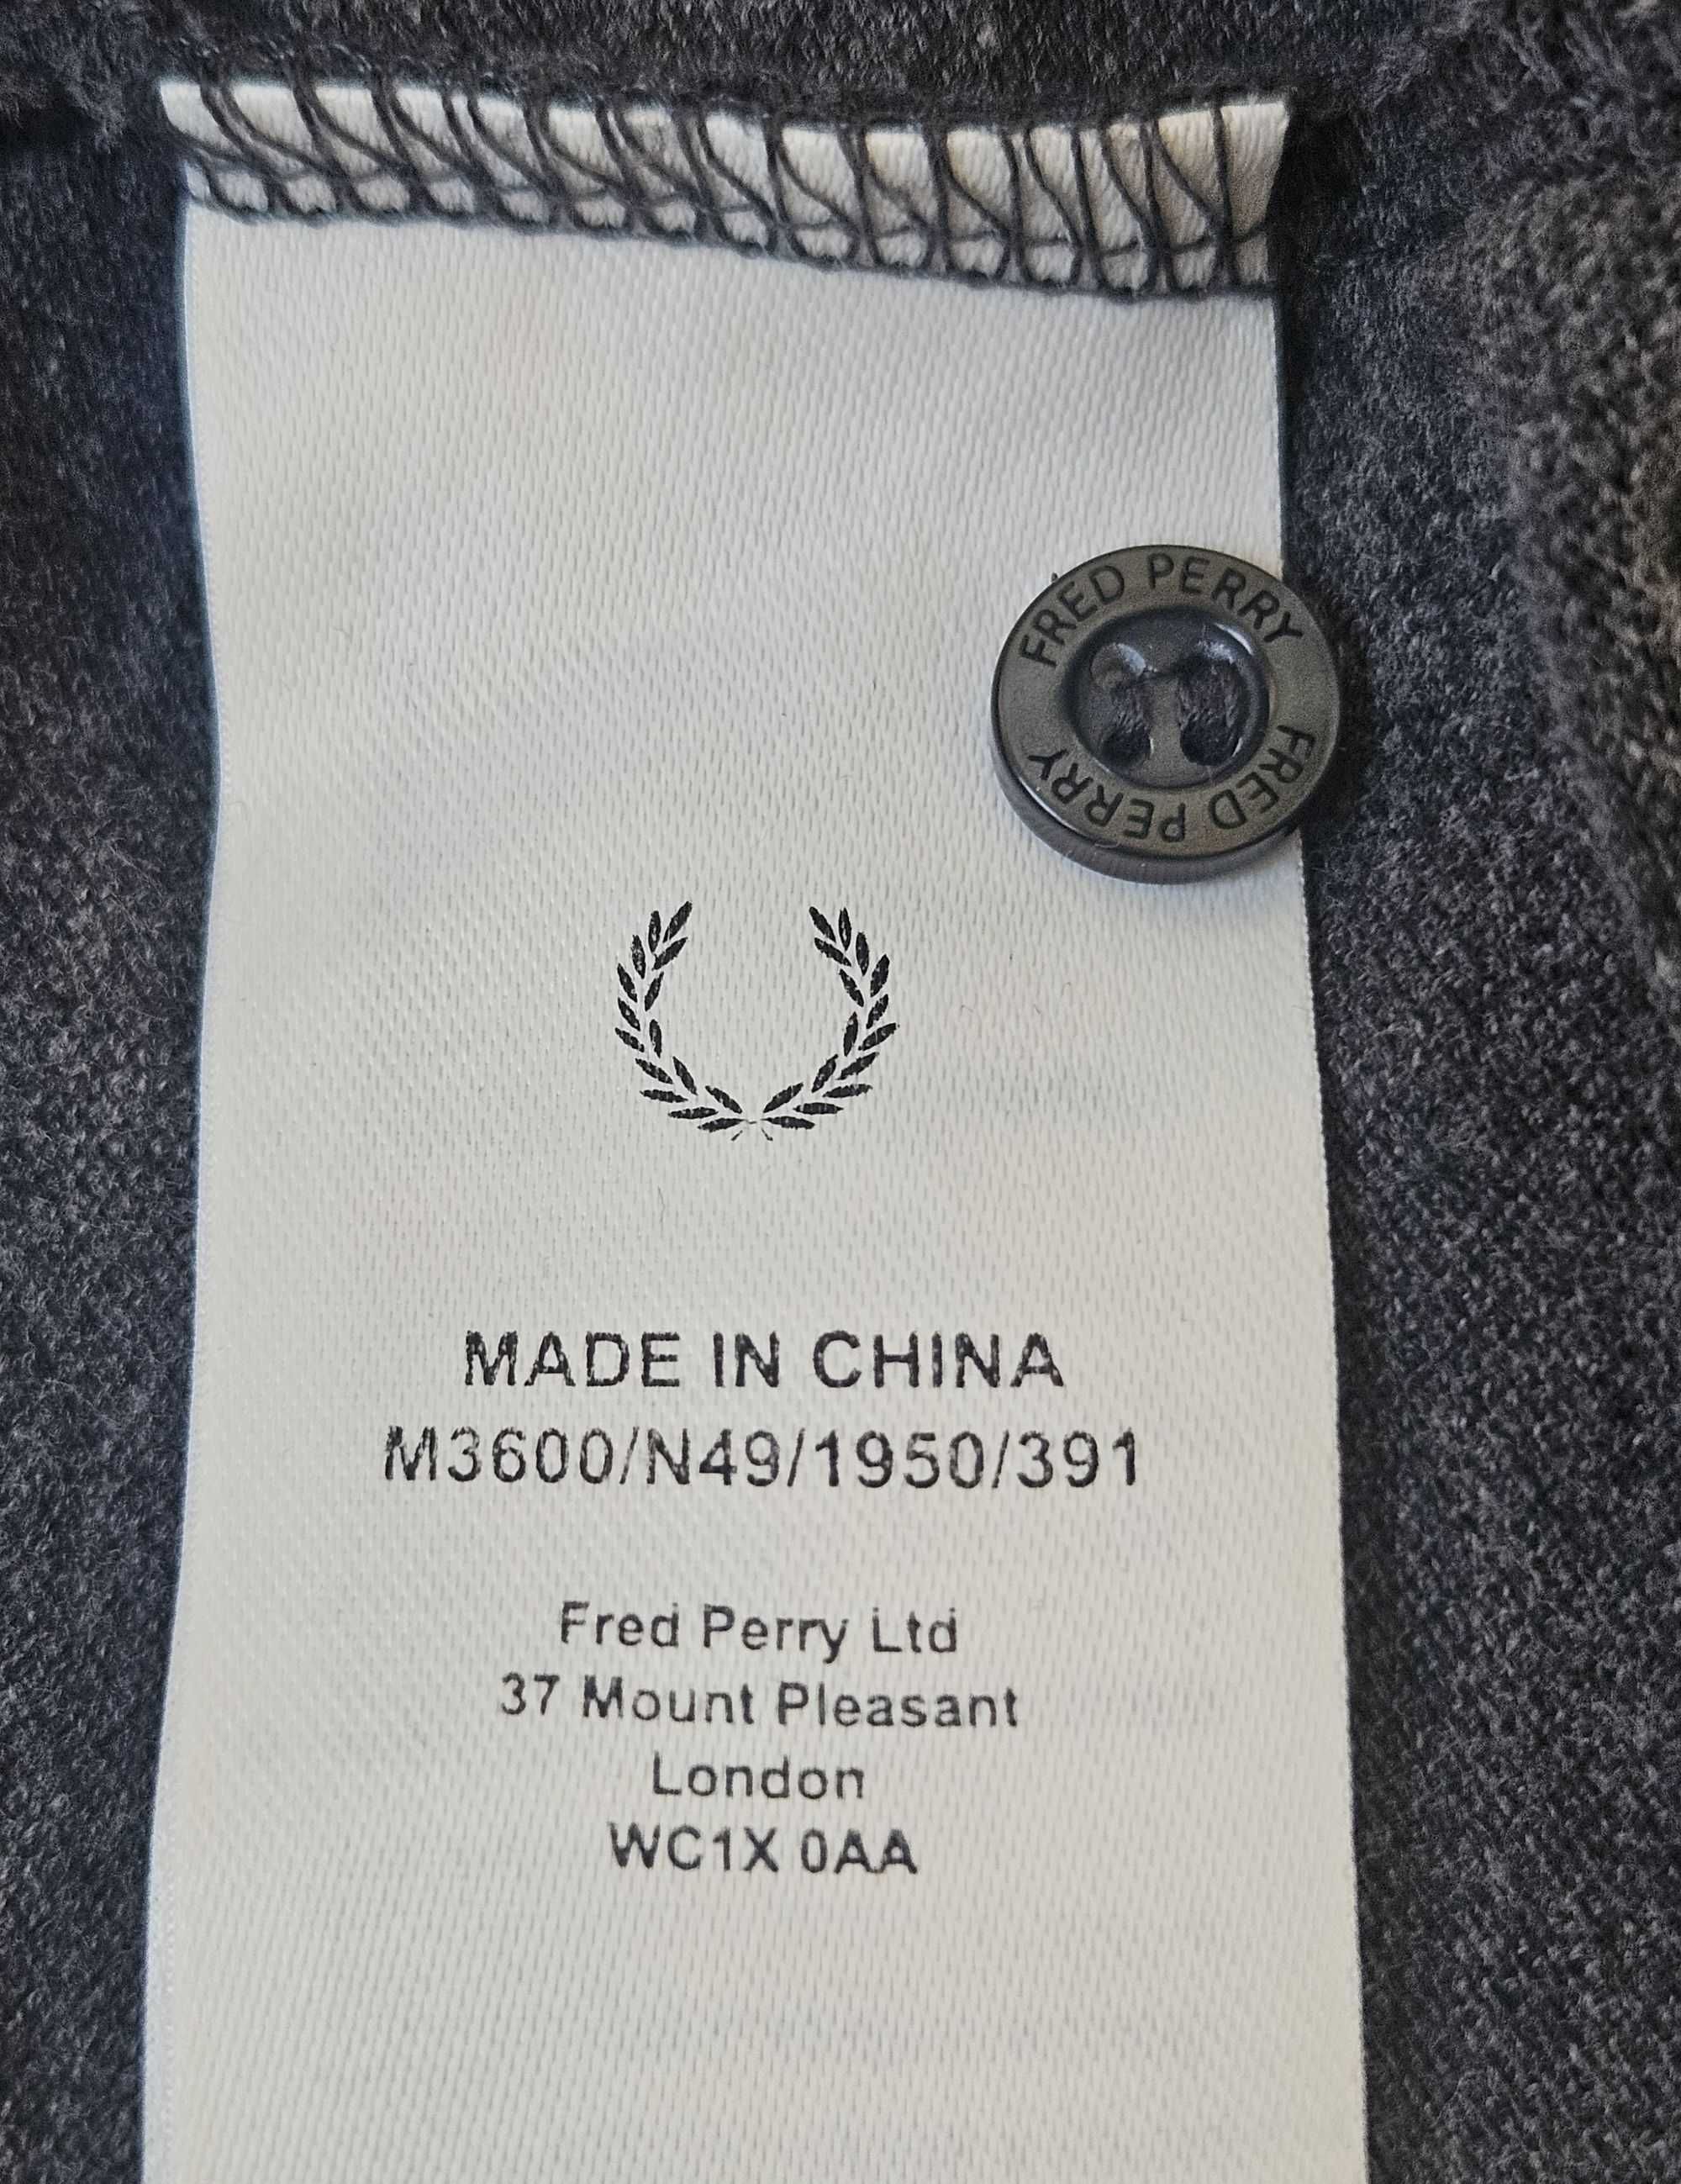 FRED PERRY
FRED PERRY
MADE IN CHINA
M3600/N49/1950/391
Fred Perry Ltd
37 Mount Pleasant
London
WC1X 0AA